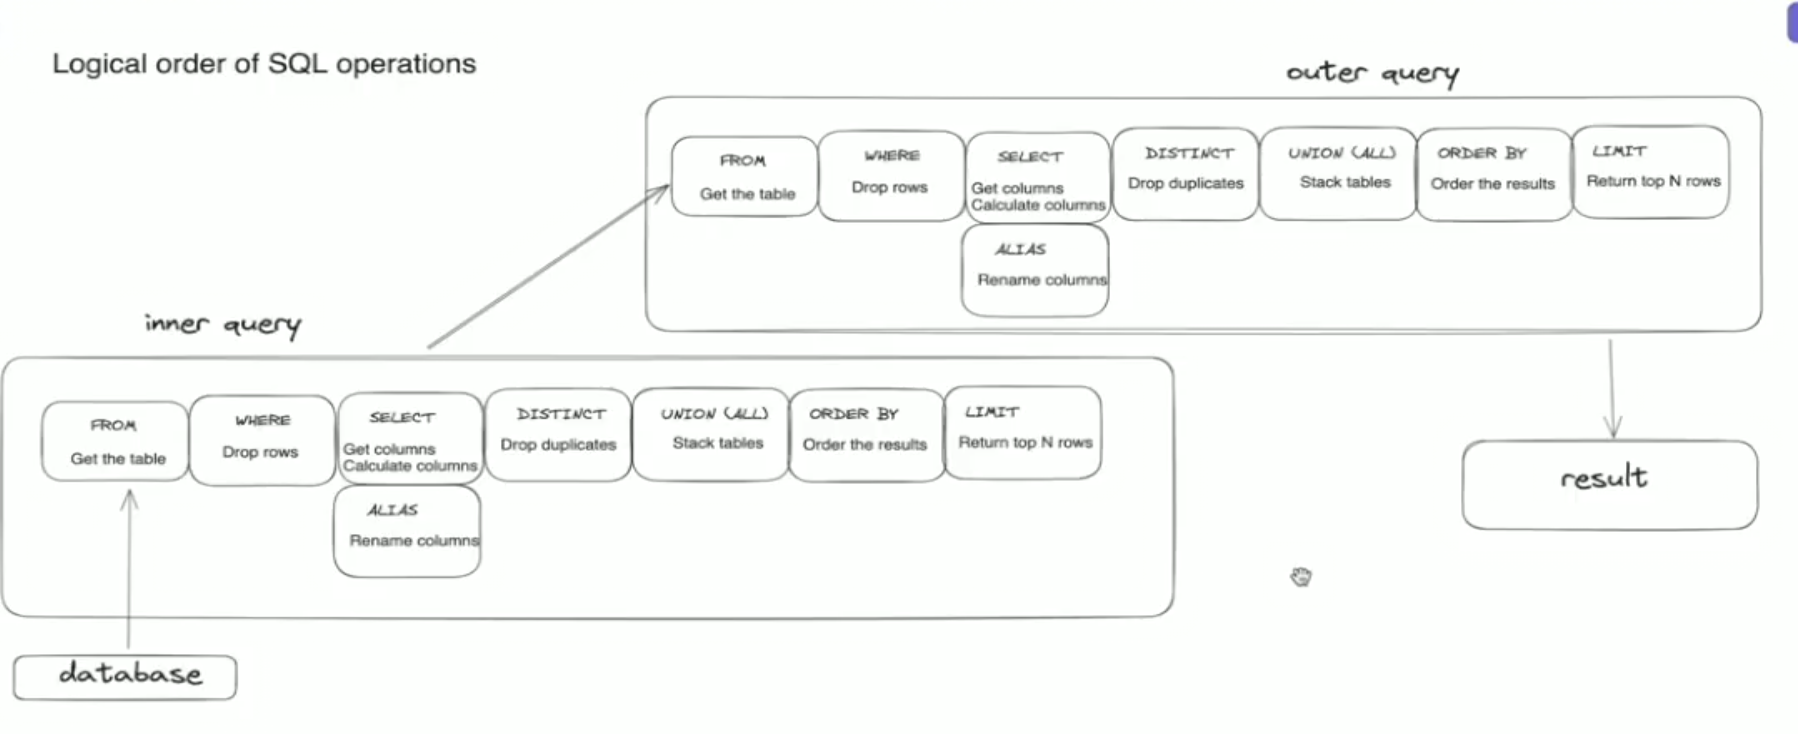 Logical order of SQL operations
outer query
FROM
Get the table
WHERE
Drop rows
SELECT
Get columns
Calculate columns
ALIAS
Rename columns
DISTINCT
Drop duplicates
UNION (ALL)
Stack tables
ORDER BY
Order the results
LIMIT
Return top N rows
inner query
FROM
Get the table
WHERE
Drop rows
SELECT
Get columns
Calculate columns
ALIAS
Rename columns
DISTINCT
Drop duplicates
UNION (ALL)
Stack tables
ORDER BY
Order the results
LIMIT
Return top N rows
result
database